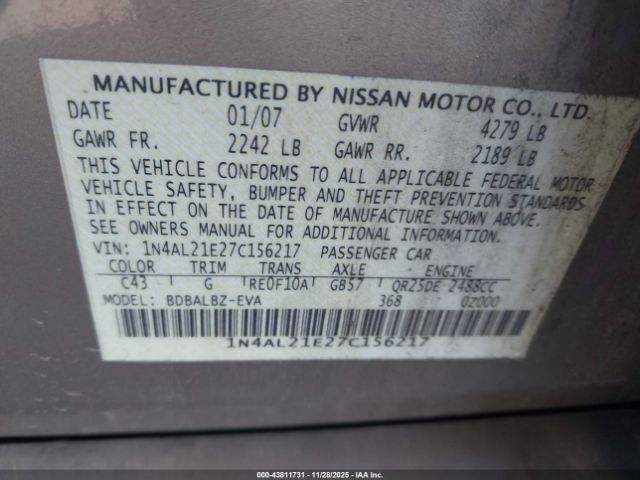 MANUFACTURED BY NISSAN MOTOR CO., LTD.
DATE 01/07 GVWR 4279 LB
GAWR FR. 2242 LB GAWR RR. 2189 LB
THIS VEHICLE CONFORMS TO ALL APPLICABLE FEDERAL MOTOR
VEHICLE SAFETY, BUMPER AND THEFT PREVENTION STANDARDS
IN EFFECT ON THE DATE OF MANUFACTURE SHOWN ABOVE.
SEE OWNERS MANUAL FOR ADDITIONAL INFORMATION.
VIN: 1N4AL21E27C156217 PASSENGER CAR
COLOR TRIM TRANS AXLE ENGINE
C43 G RE0F10A GB57 QR25DE 2488CC
MODEL: BDBALBZ-EVA 368 0Z000
1N4AL21E27C156217
000-43811731 - 11/28/2025 - IAA Inc.